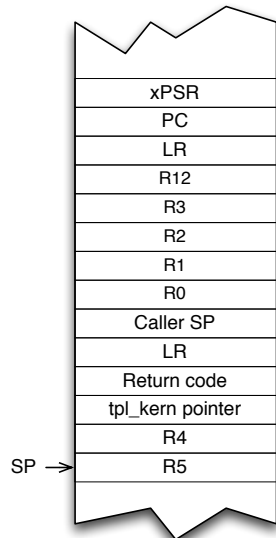 xPSR
PC
LR
R12
R3
R2
R1
R0
Caller SP
LR
Return code
tpl_kern pointer
R4
SP R5